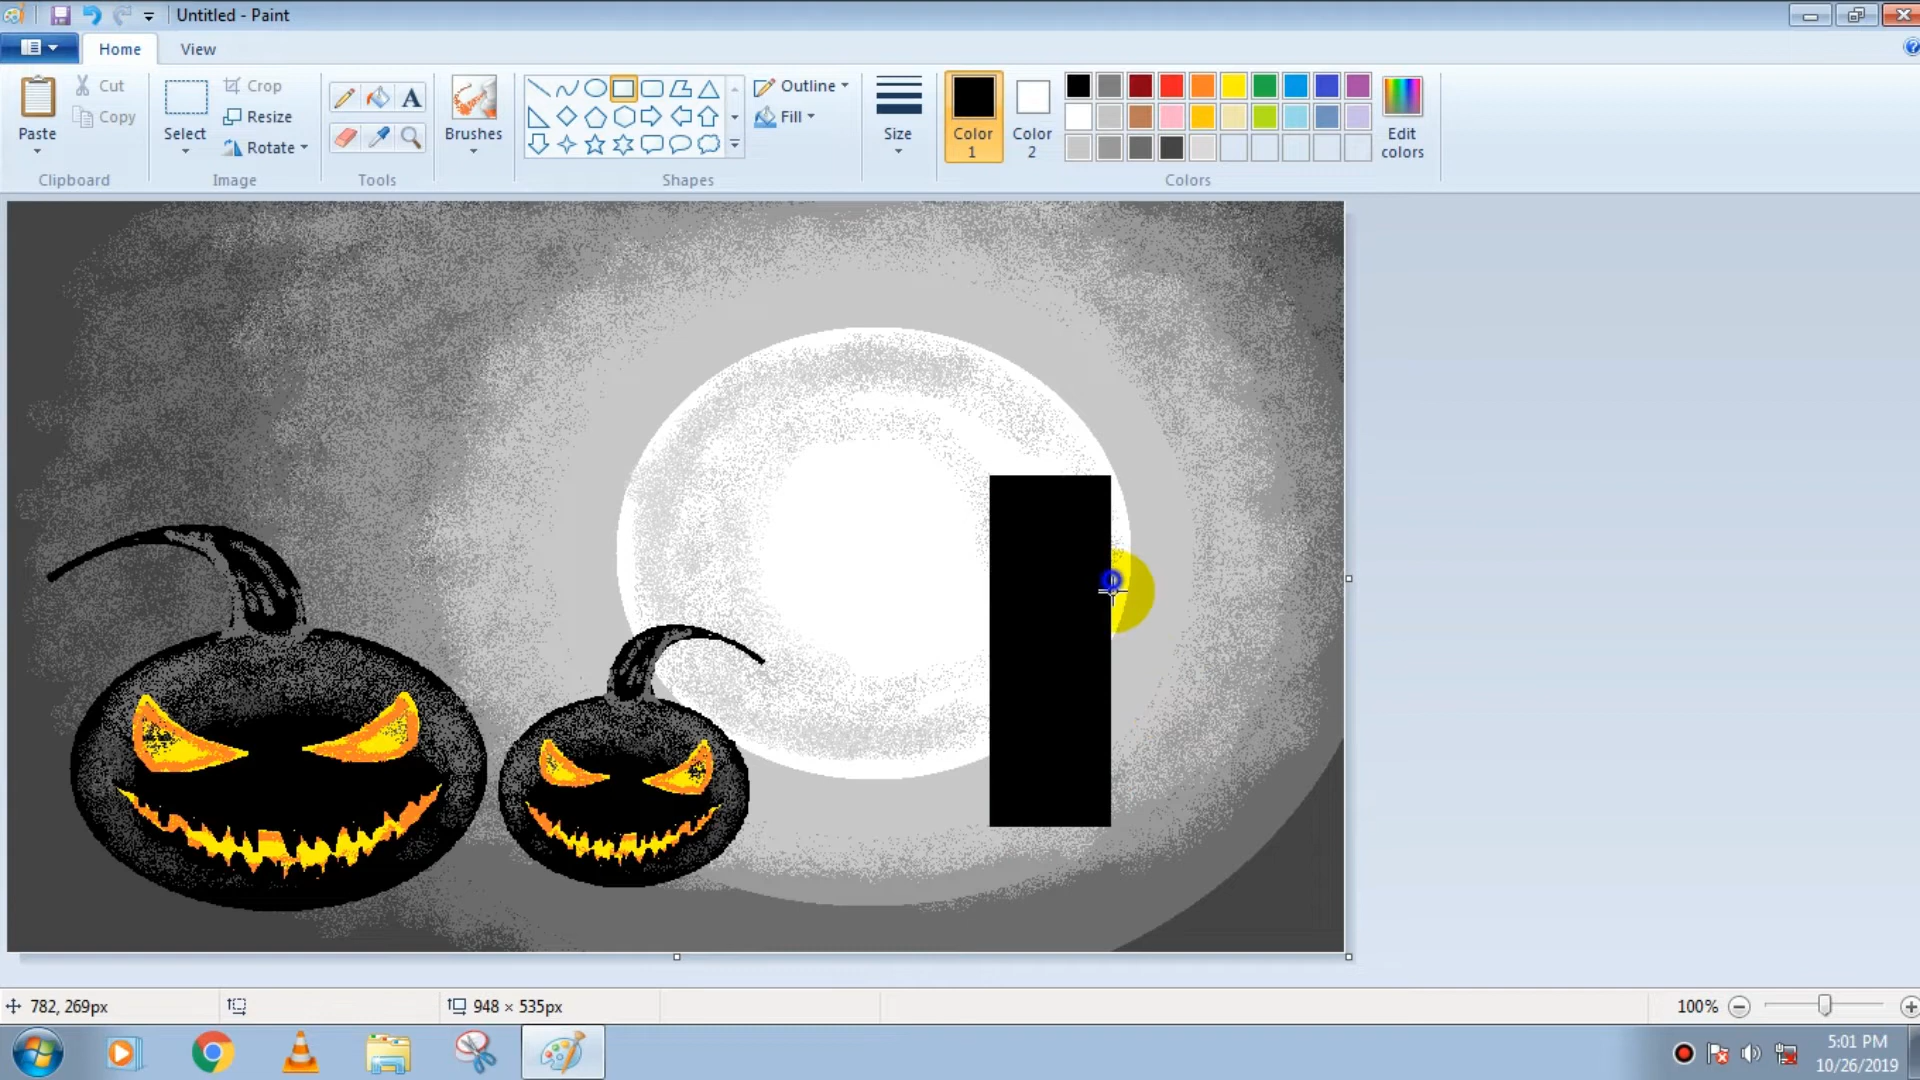 Untitled - Paint
Home View
Paste
Cut
Copy
Clipboard
Select
Crop
Resize
Rotate
Image
A
Tools
Brushes
Shapes
Outline
Fill
Size
Color 1
Color 2
Edit colors
Colors
782, 269px
948 × 535px
100%
5:01 PM
10/26/2019